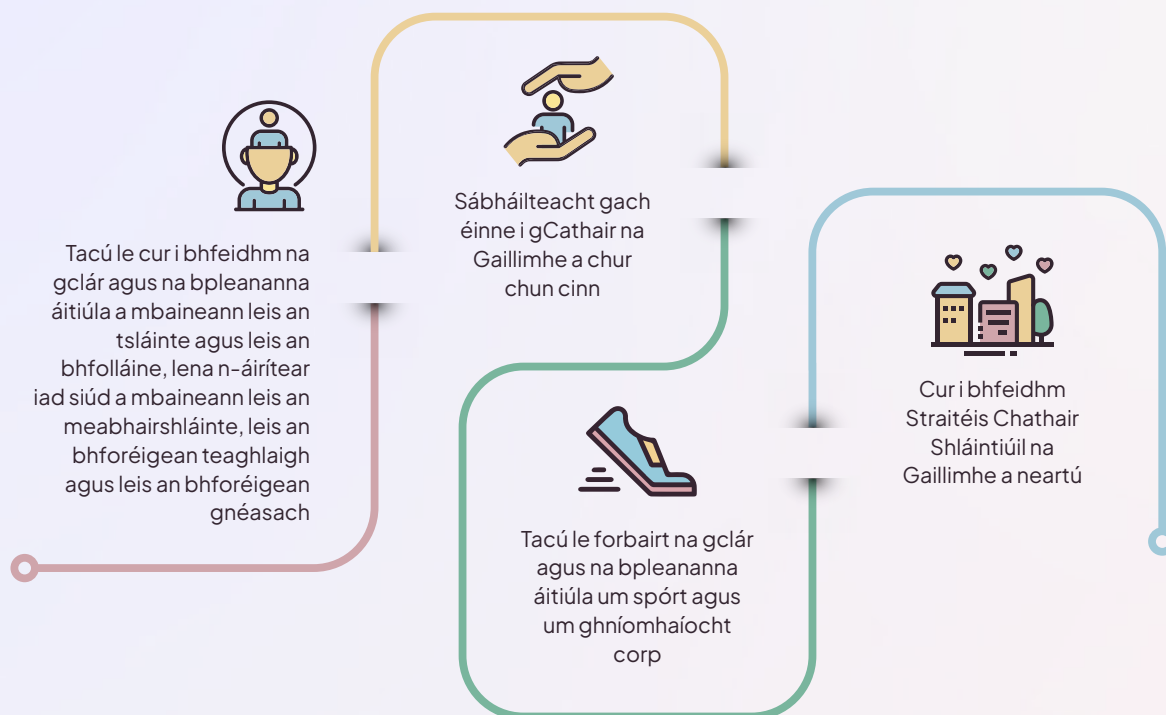 Tacú le cur i bhfeidhm na
gclár agus na bpleananna
áitiúla a mbaineann leis an
tsláinte agus leis an
bhfolláine, lena n-áirítear
iad siúd a mbaineann leis an
meabhairshláinte, leis an
bhforéigean teaghlaigh
agus leis an bhforéigean
gnéasach
Sábháilteacht gach
éinne i gCathair na
Gaillimhe a chur
chun cinn
Tacú le forbairt na gclár
agus na bpleananna
áitiúla um spórt agus
um ghníomhaíocht
corp
Cur i bhfeidhm
Straitéis Chathair
Shláintiúil na
Gaillimhe a neartú